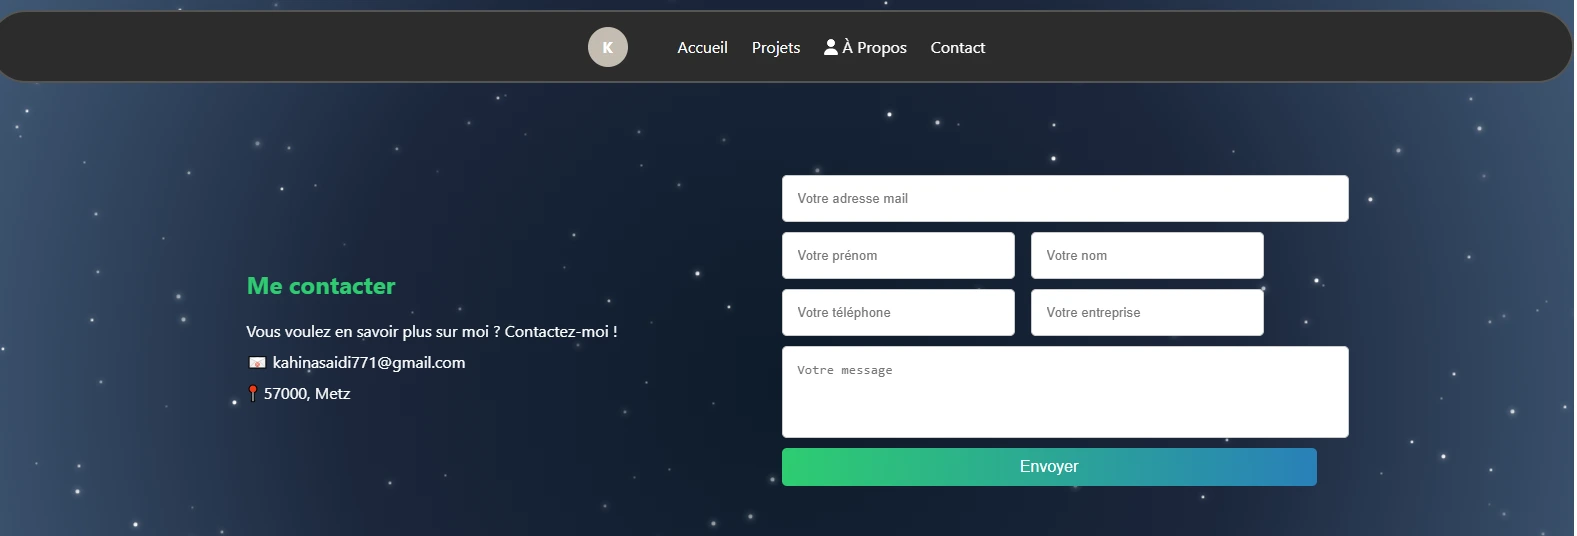 K
Accueil Projets À Propos Contact
Me contacter
Vous voulez en savoir plus sur moi ? Contactez-moi !
kahinasaidi771@gmail.com
57000, Metz
Votre adresse mail
Votre prénom Votre nom
Votre téléphone Votre entreprise
Votre message
Envoyer